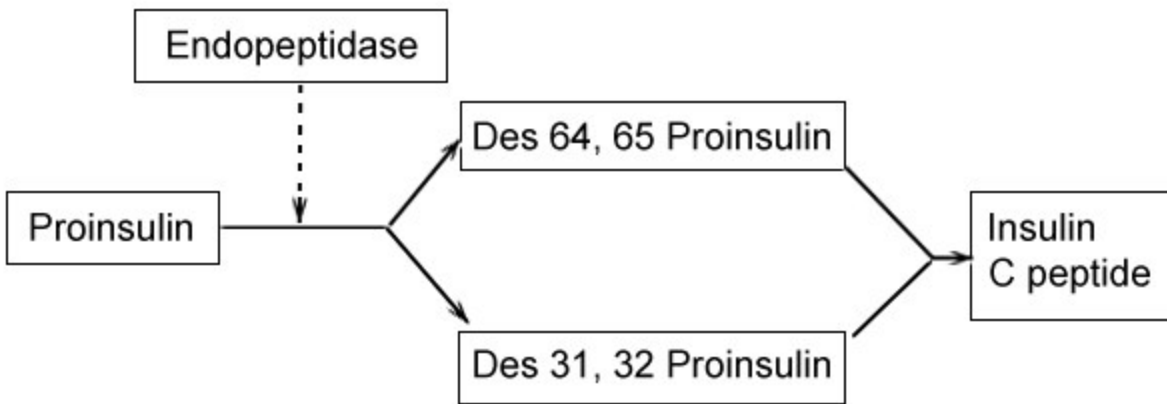 Endopeptidase
Des 64, 65 Proinsulin
Proinsulin
Insulin
C peptide
Des 31, 32 Proinsulin